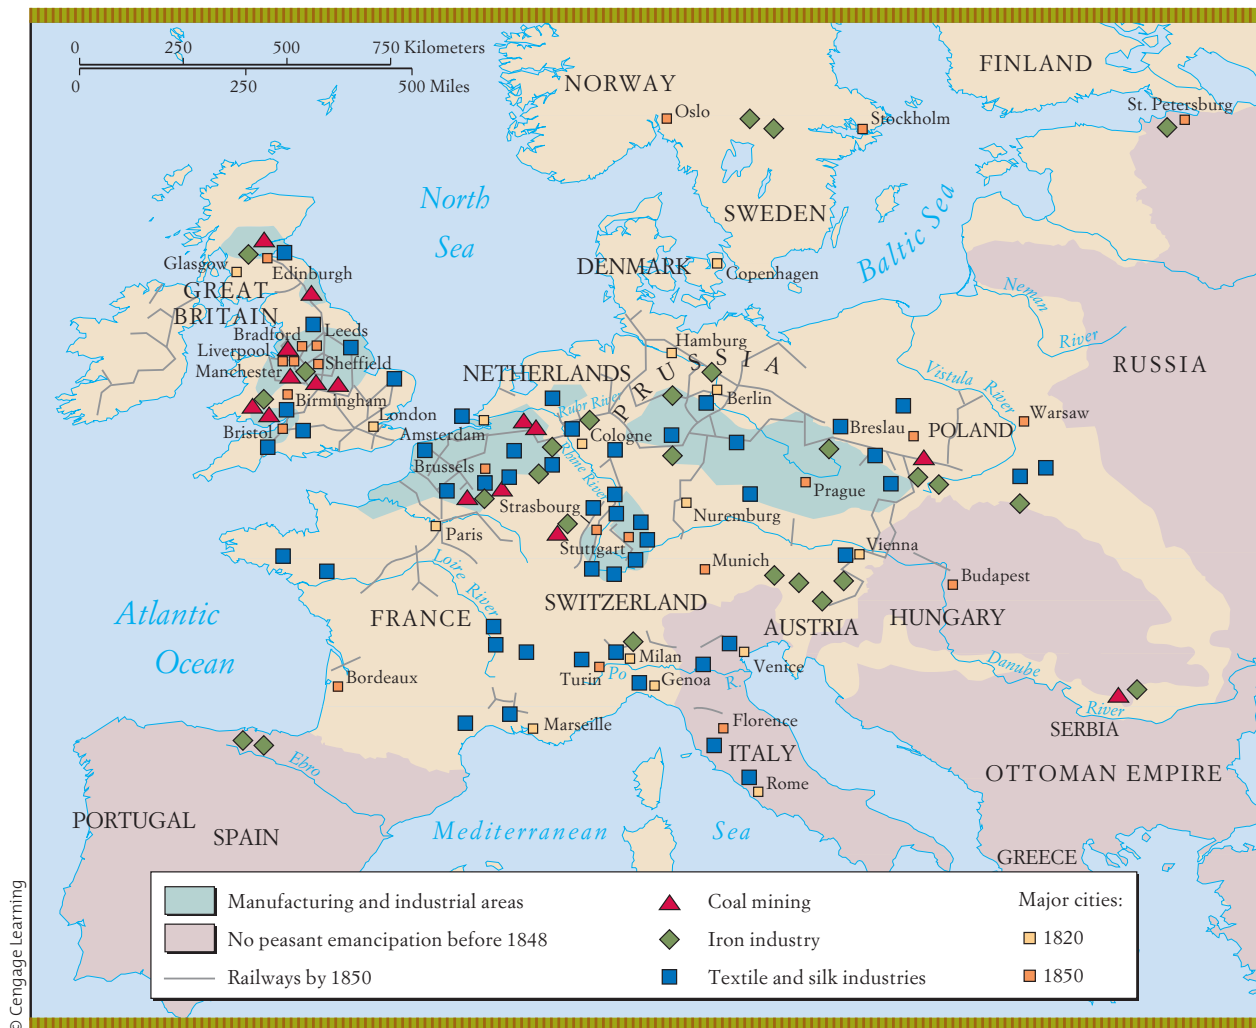 0 250 500 750 Kilometers
0 250 500 Miles
NORWAY
FINLAND
Oslo
Stockholm
St. Petersburg
North
Sea
SWEDEN
Baltic Sea
DENMARK
Copenhagen
Glasgow
Edinburgh
GREAT
BRITAIN
Bradford
Leeds
Liverpool
Manchester
Sheffield
Birmingham
London
Bristol
Neman
River
RUSSIA
Hamburg
PRUSSIA
NETHERLANDS
Ruhr River
Berlin
Vistula River
Warsaw
Amsterdam
Cologne
Breslau
POLAND
Brussels
Rhine River
Prague
Strasbourg
Nuremburg
Paris
Stuttgart
Vienna
Munich
Budapest
Loire River
Atlantic
Ocean
FRANCE
SWITZERLAND
AUSTRIA
HUNGARY
Milan
Venice
Danube
River
Bordeaux
Turin
Po
R.
Genoa
Marseille
Florence
SERBIA
ITALY
Ebro
Rome
OTTOMAN EMPIRE
PORTUGAL
SPAIN
Mediterranean Sea
GREECE
Manufacturing and industrial areas
No peasant emancipation before 1848
Railways by 1850
Coal mining
Iron industry
Textile and silk industries
Major cities:
1820
1850
© Cengage Learning